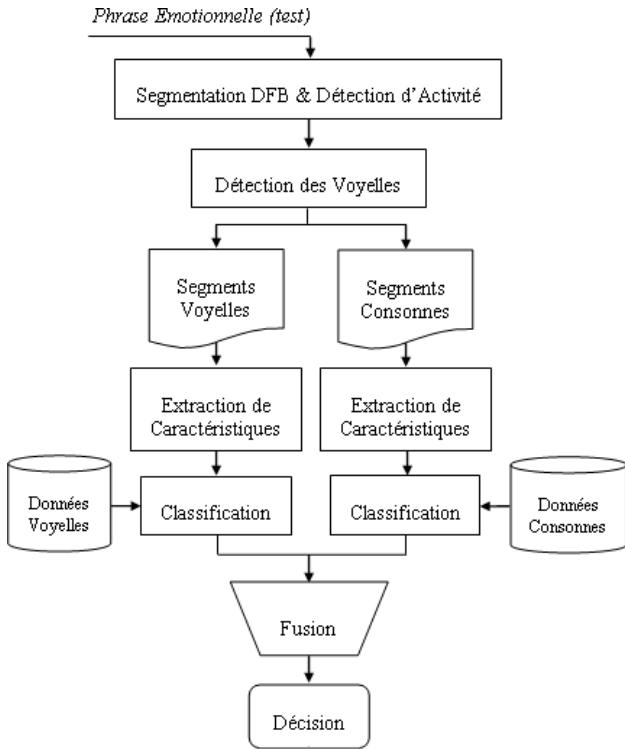 Phrase Emotionnelle (test)
Segmentation DFB & Détection d'Activité
Détection des Voyelles
Segments
Voyelles
Segments
Consonnes
Extraction de
Caractéristiques
Extraction de
Caractéristiques
Données
Voyelles
Classification
Classification
Données
Consonnes
Fusion
Décision